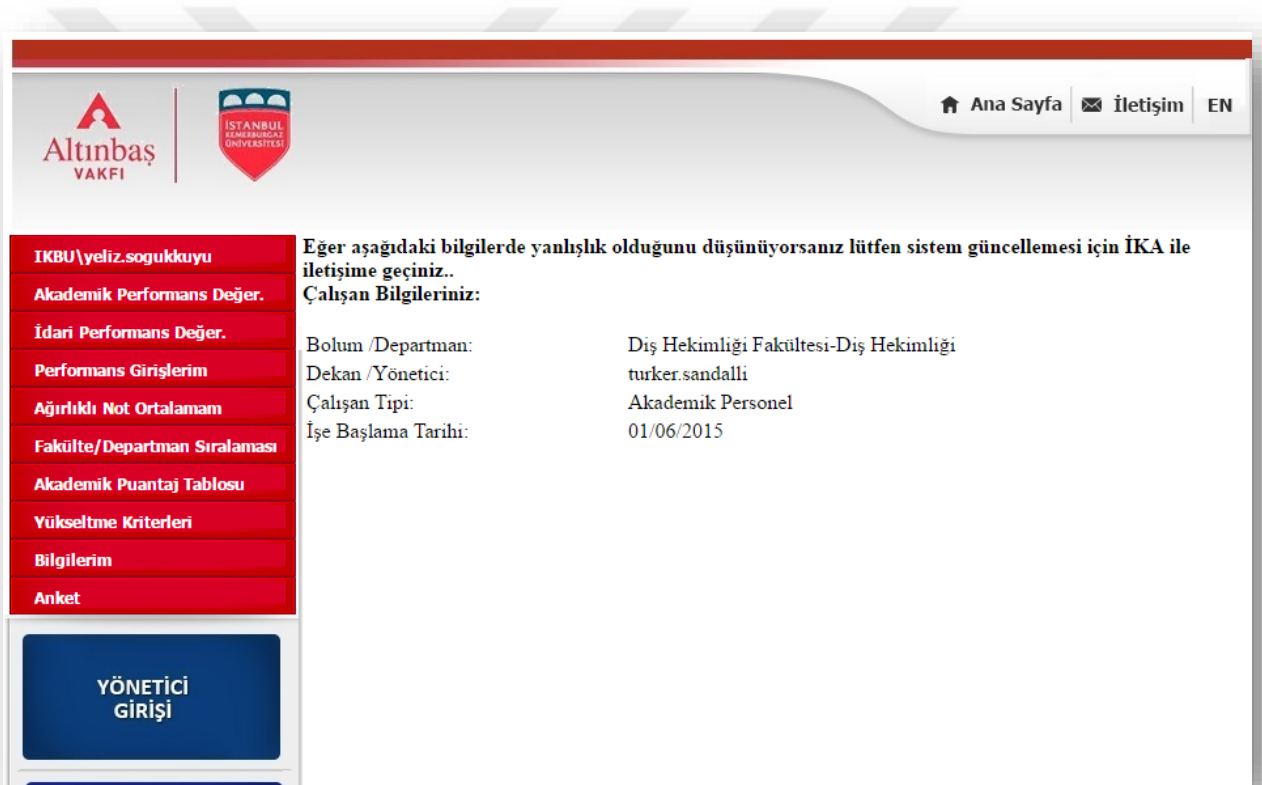 Altınbaş
VAKFI
İSTANBUL
KEMERBURGAZ
ÜNİVERSİTESİ
Ana Sayfa
İletişim
EN
IKBU\yeliz.sogukkuyu
Akademik Performans Değer.
İdari Performans Değer.
Performans Girişlerim
Ağırlıklı Not Ortalamam
Fakülte/Departman Sıralaması
Akademik Puantaj Tablosu
Yükseltme Kriterleri
Bilgilerim
Anket
YÖNETİCİ
GİRİŞİ
Eğer aşağıdaki bilgilerde yanlışlık olduğunu düşünüyorsanız lütfen sistem güncellemesi için İKA ile
iletişime geçiniz..
Çalışan Bilgileriniz:
Bolum /Departman: Diş Hekimliği Fakültesi-Diş Hekimliği
Dekan /Yönetici: turker.sandalli
Çalışan Tipi: Akademik Personel
İşe Başlama Tarihi: 01/06/2015